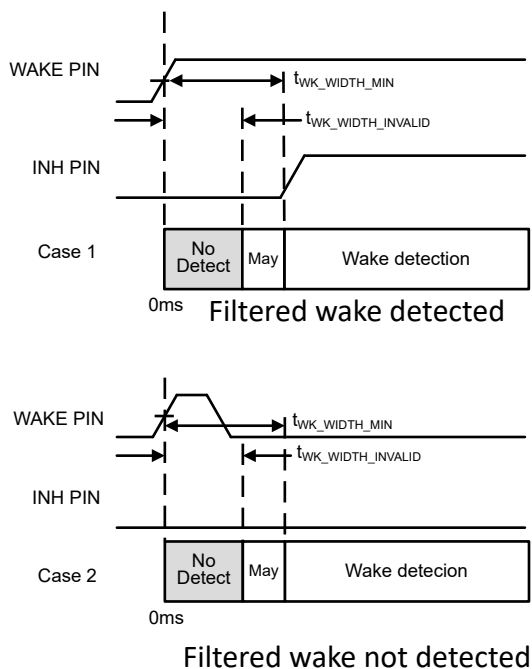 WAKE PIN
tWK_WIDTH_MIN
tWK_WIDTH_INVALID
INH PIN
Case 1
No Detect
May
Wake detection
0ms
Filtered wake detected
WAKE PIN
tWK_WIDTH_MIN
tWK_WIDTH_INVALID
INH PIN
Case 2
No Detect
May
Wake detecion
0ms
Filtered wake not detected